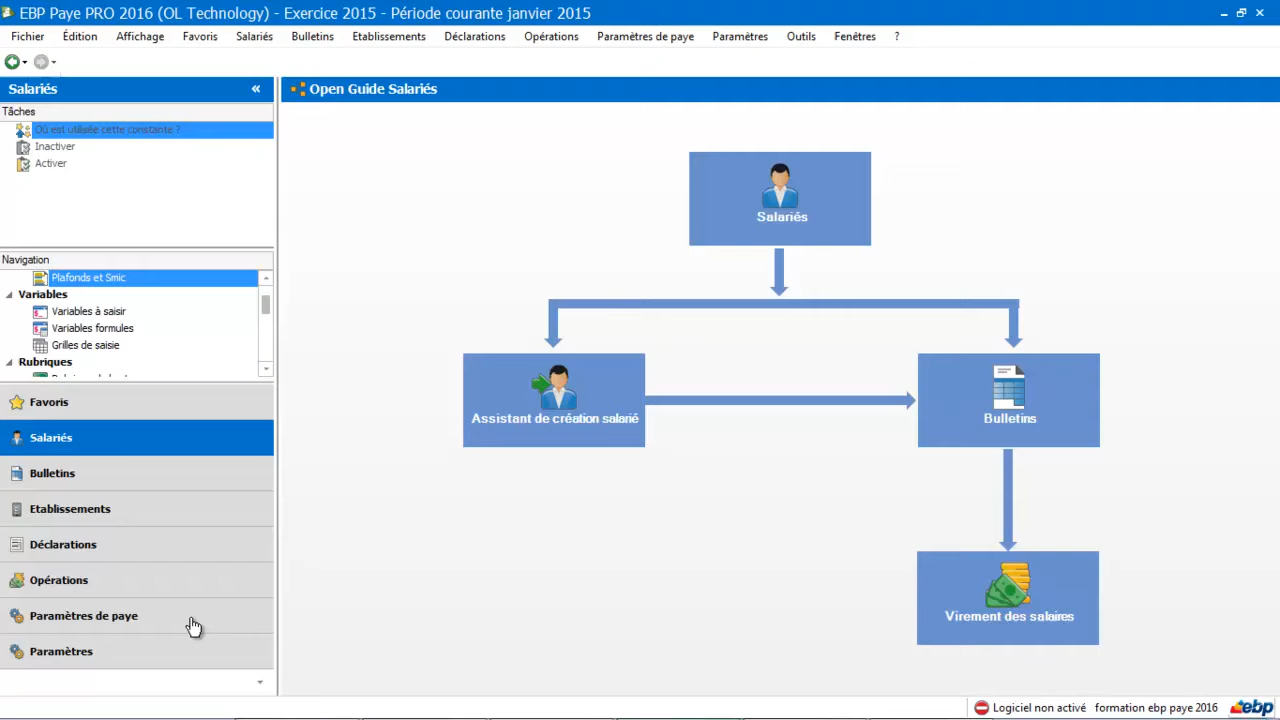 EBP Paye PRO 2016 (OL Technology) - Exercice 2015 - Période courante janvier 2015
Fichier Édition Affichage Favoris Salariés Bulletins Etablissements Déclarations Opérations Paramètres de paye Paramètres Outils Fenêtres ?
Salariés «
Tâches
Où est utilisée cette constante ?
Inactiver
Activer
Navigation
Plafonds et Smic
Variables
Variables à saisir
Variables formules
Grilles de saisie
Rubriques
Favoris
Salariés
Bulletins
Etablissements
Déclarations
Opérations
Paramètres de paye
Paramètres
Open Guide Salariés
Salariés
Assistant de création salarié
Bulletins
Virement des salaires
Logiciel non activé formation ebp paye 2016 ebp